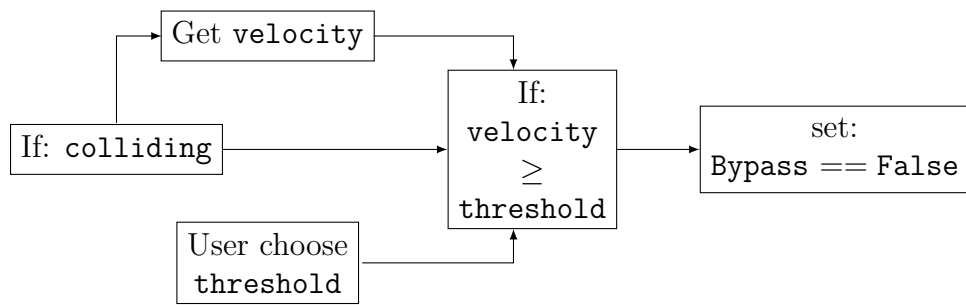 Get velocity
If: colliding
If:
velocity
≥
threshold
set:
Bypass == False
User choose
threshold